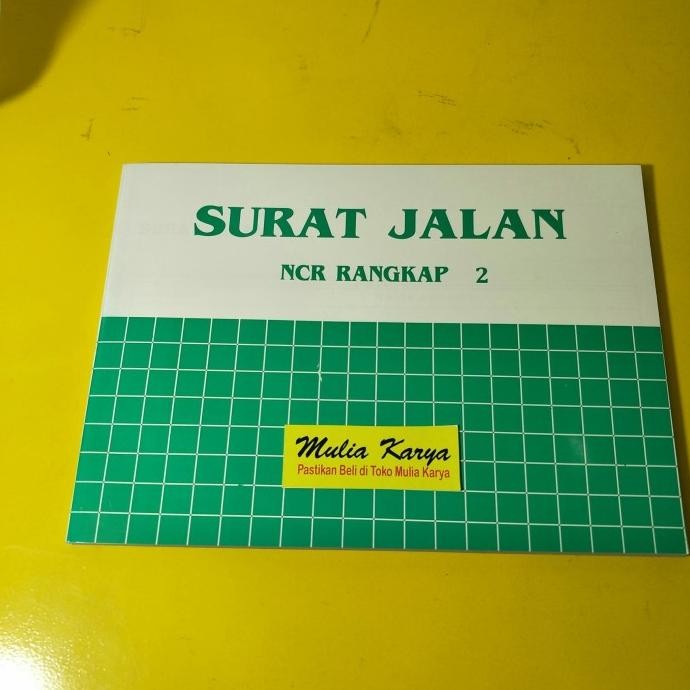 SURAT JALAN
NCR RANGKAP 2
Mulia Karya
Pastikan Beli di Toko Mulia Karya